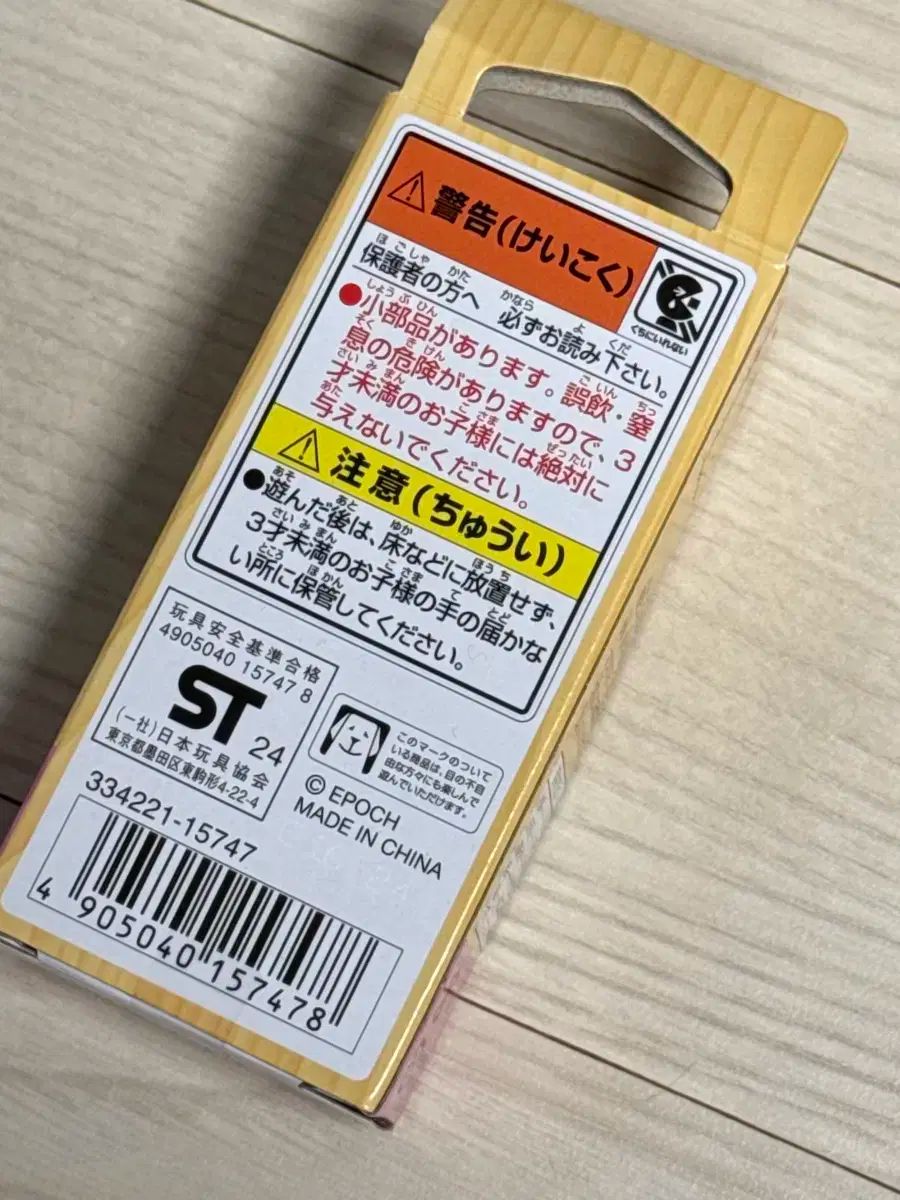 警告(けいこく)
くちにいれない
保護者の方へ 必ずお読み下さい。
●小部品があります。誤飲・窒
息の危険がありますので、3
才未満のお子様には絶対に
与えないでください。
注意(ちゅうい)
●遊んだ後は、床などに放置せず、
3才未満のお子様の手の届かな
い所に保管してください。
玩具安全基準合格
4905040 15747 8
ST 24
(一社)日本玩具協会
東京都墨田区東駒形4-22-4
このマークのついて
いる商品は、目の不自
由な方々にも楽しんで
遊んでいただけます。
© EPOCH
MADE IN CHINA
334221-15747
4 905040 157478